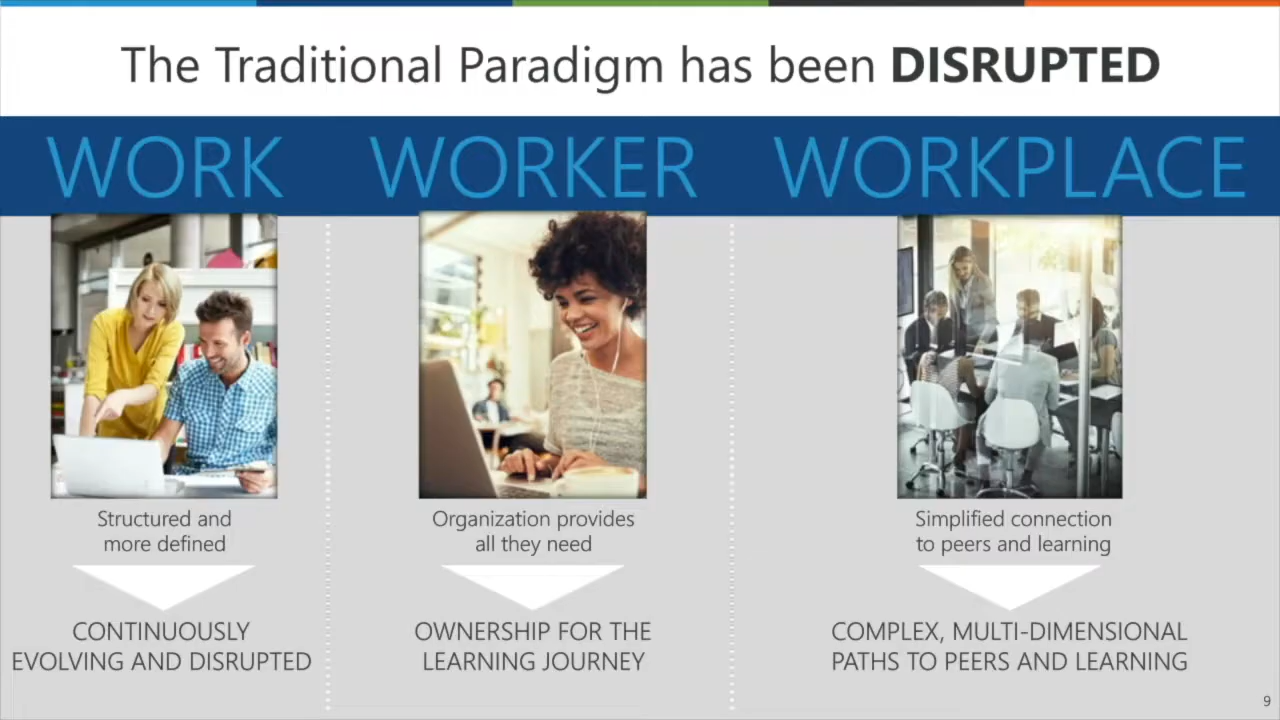 The Traditional Paradigm has been DISRUPTED
WORK
WORKER
WORKPLACE
Structured and
more defined
Organization provides
all they need
Simplified connection
to peers and learning
CONTINUOUSLY
EVOLVING AND DISRUPTED
OWNERSHIP FOR THE
LEARNING JOURNEY
COMPLEX, MULTI-DIMENSIONAL
PATHS TO PEERS AND LEARNING
9